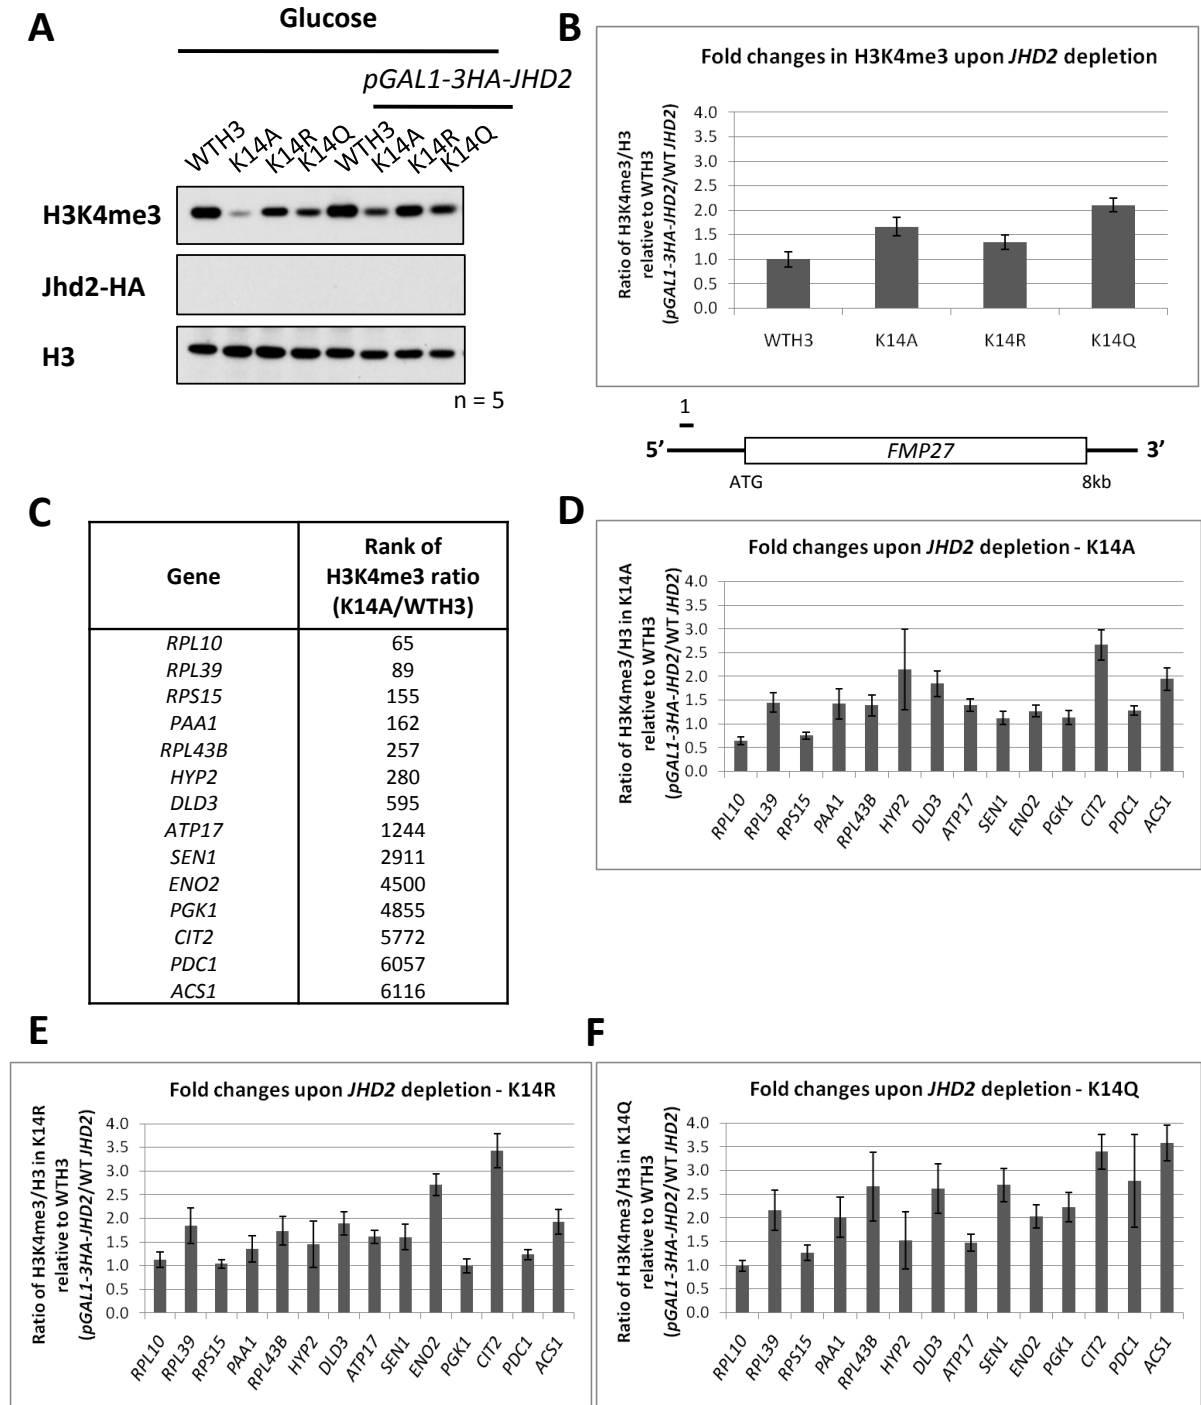 A
Glucose
pGAL1-3HA-JHD2
WTH3 K14A K14R K14Q WTH3 K14A K14R K14Q
H3K4me3
Jhd2-HA
H3
n = 5
B
Fold changes in H3K4me3 upon JHD2 depletion
Ratio of H3K4me3/H3
relative to WTH3
(pGAL1-3HA-JHD2/WT JHD2)
4.0
3.5
3.0
2.5
2.0
1.5
1.0
0.5
0.0
WTH3 K14A K14R K14Q
1
5’ FMP27 3’
ATG 8kb
C
Gene Rank of
H3K4me3 ratio
(K14A/WTH3)
RPL10 65
RPL39 89
RPS15 155
PAA1 162
RPL43B 257
HYP2 280
DLD3 595
ATP17 1244
SEN1 2911
ENO2 4500
PGK1 4855
CIT2 5772
PDC1 6057
ACS1 6116
D
Fold changes upon JHD2 depletion - K14A
Ratio of H3K4me3/H3 in K14A
relative to WTH3
(pGAL1-3HA-JHD2/WT JHD2)
4.0
3.5
3.0
2.5
2.0
1.5
1.0
0.5
0.0
RPL10 RPL39 RPS15 PAA1 RPL43B HYP2 DLD3 ATP17 SEN1 ENO2 PGK1 CIT2 PDC1 ACS1
E
Fold changes upon JHD2 depletion - K14R
Ratio of H3K4me3/H3 in K14R
relative to WTH3
(pGAL1-3HA-JHD2/WT JHD2)
4.0
3.5
3.0
2.5
2.0
1.5
1.0
0.5
0.0
RPL10 RPL39 RPS15 PAA1 RPL43B HYP2 DLD3 ATP17 SEN1 ENO2 PGK1 CIT2 PDC1 ACS1
F
Fold changes upon JHD2 depletion - K14Q
Ratio of H3K4me3/H3 in K14Q
relative to WTH3
(pGAL1-3HA-JHD2/WT JHD2)
4.0
3.5
3.0
2.5
2.0
1.5
1.0
0.5
0.0
RPL10 RPL39 RPS15 PAA1 RPL43B HYP2 DLD3 ATP17 SEN1 ENO2 PGK1 CIT2 PDC1 ACS1